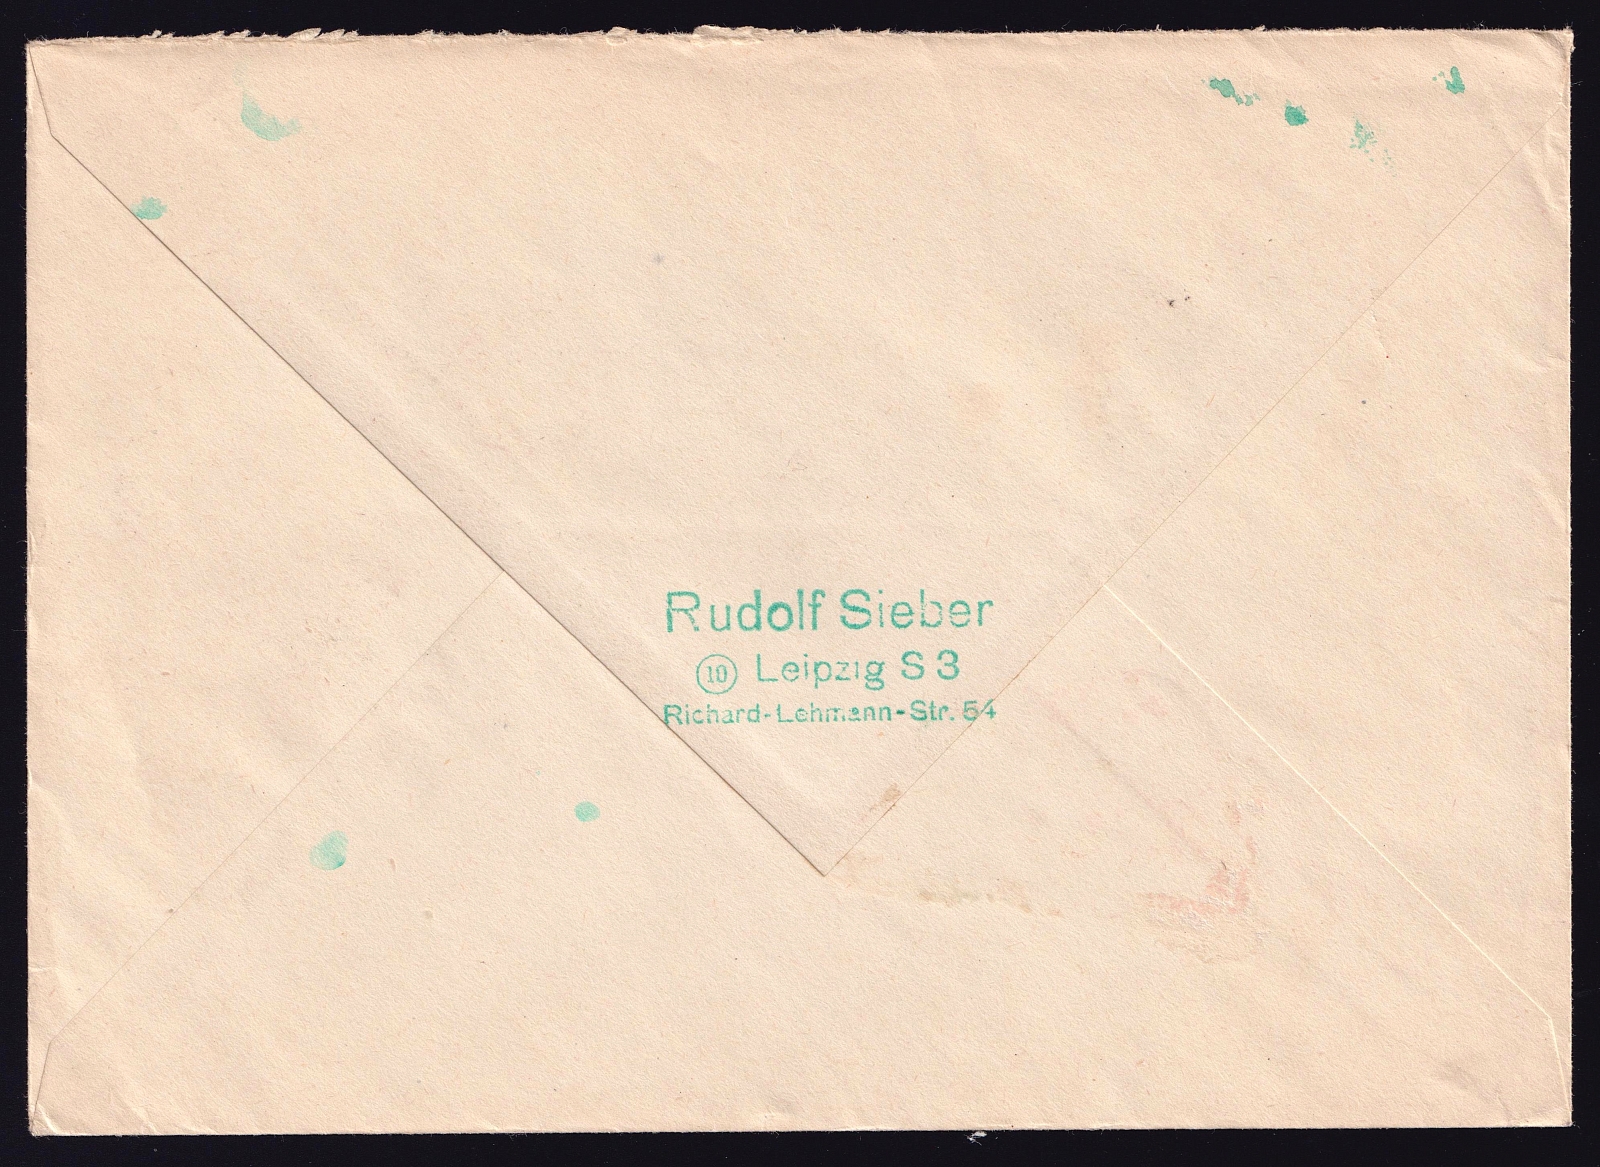 Rudolf Sieber
10 Leipzig S 3
Richard-Lehmann-Str. 54